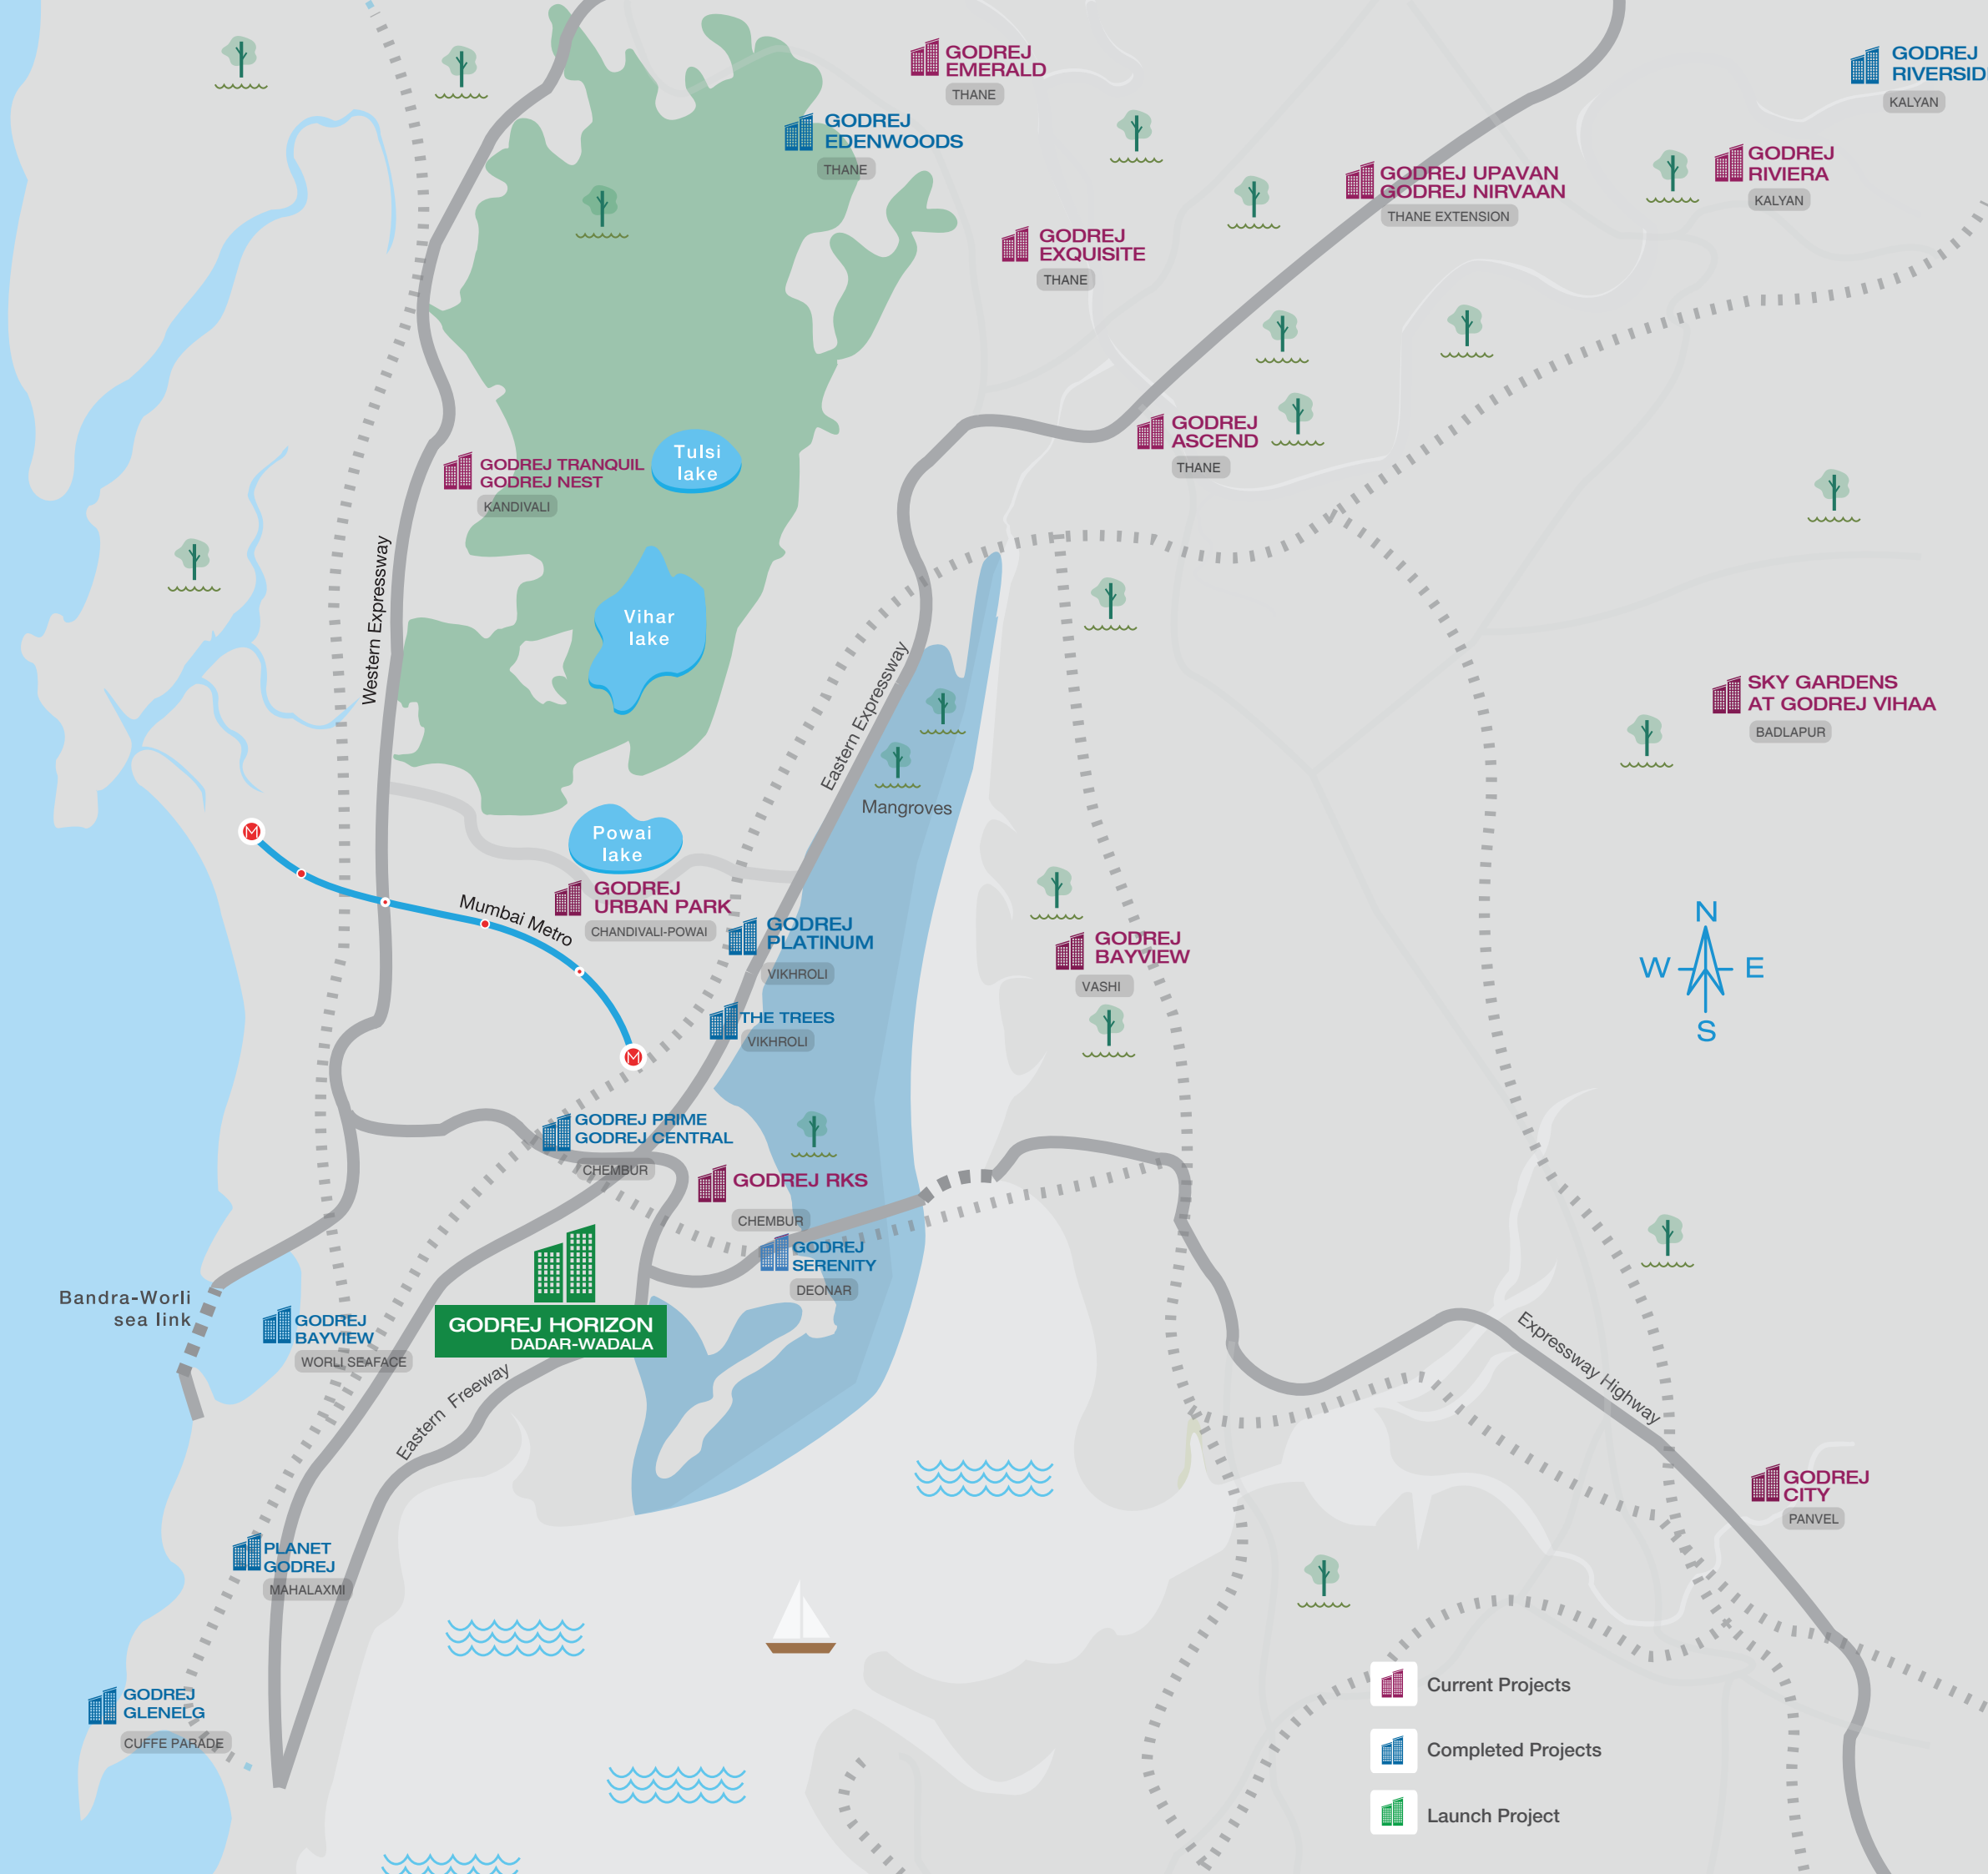 GODREJ
EMERALD
THANE
GODREJ
RIVERSID
KALYAN
GODREJ
EDENWOODS
THANE
GODREJ UPAVAN
GODREJ NIRVAAN
THANE EXTENSION
GODREJ
RIVIERA
KALYAN
GODREJ
EXQUISITE
THANE
GODREJ
ASCEND
THANE
GODREJ TRANQUIL
GODREJ NEST
KANDIVALI
Tulsi
lake
Western Expressway
Vihar
lake
Eastern Expressway
Mangroves
SKY GARDENS
AT GODREJ VIHAA
BADLAPUR
Powai
lake
M
Mumbai Metro
GODREJ
URBAN PARK
CHANDIVALI-POWAI
GODREJ
PLATINUM
VIKHROLI
GODREJ
BAYVIEW
VASHI
N
W E
S
THE TREES
VIKHROLI
M
GODREJ PRIME
GODREJ CENTRAL
CHEMBUR
GODREJ RKS
CHEMBUR
GODREJ
SERENITY
DEONAR
Bandra-Worli
sea link
GODREJ
BAYVIEW
WORLI SEAFACE
GODREJ HORIZON
DADAR-WADALA
Eastern Freeway
Expressway Highway
GODREJ
CITY
PANVEL
PLANET
GODREJ
MAHALAXMI
GODREJ
GLENELG
CUFFE PARADE
Current Projects
Completed Projects
Launch Project